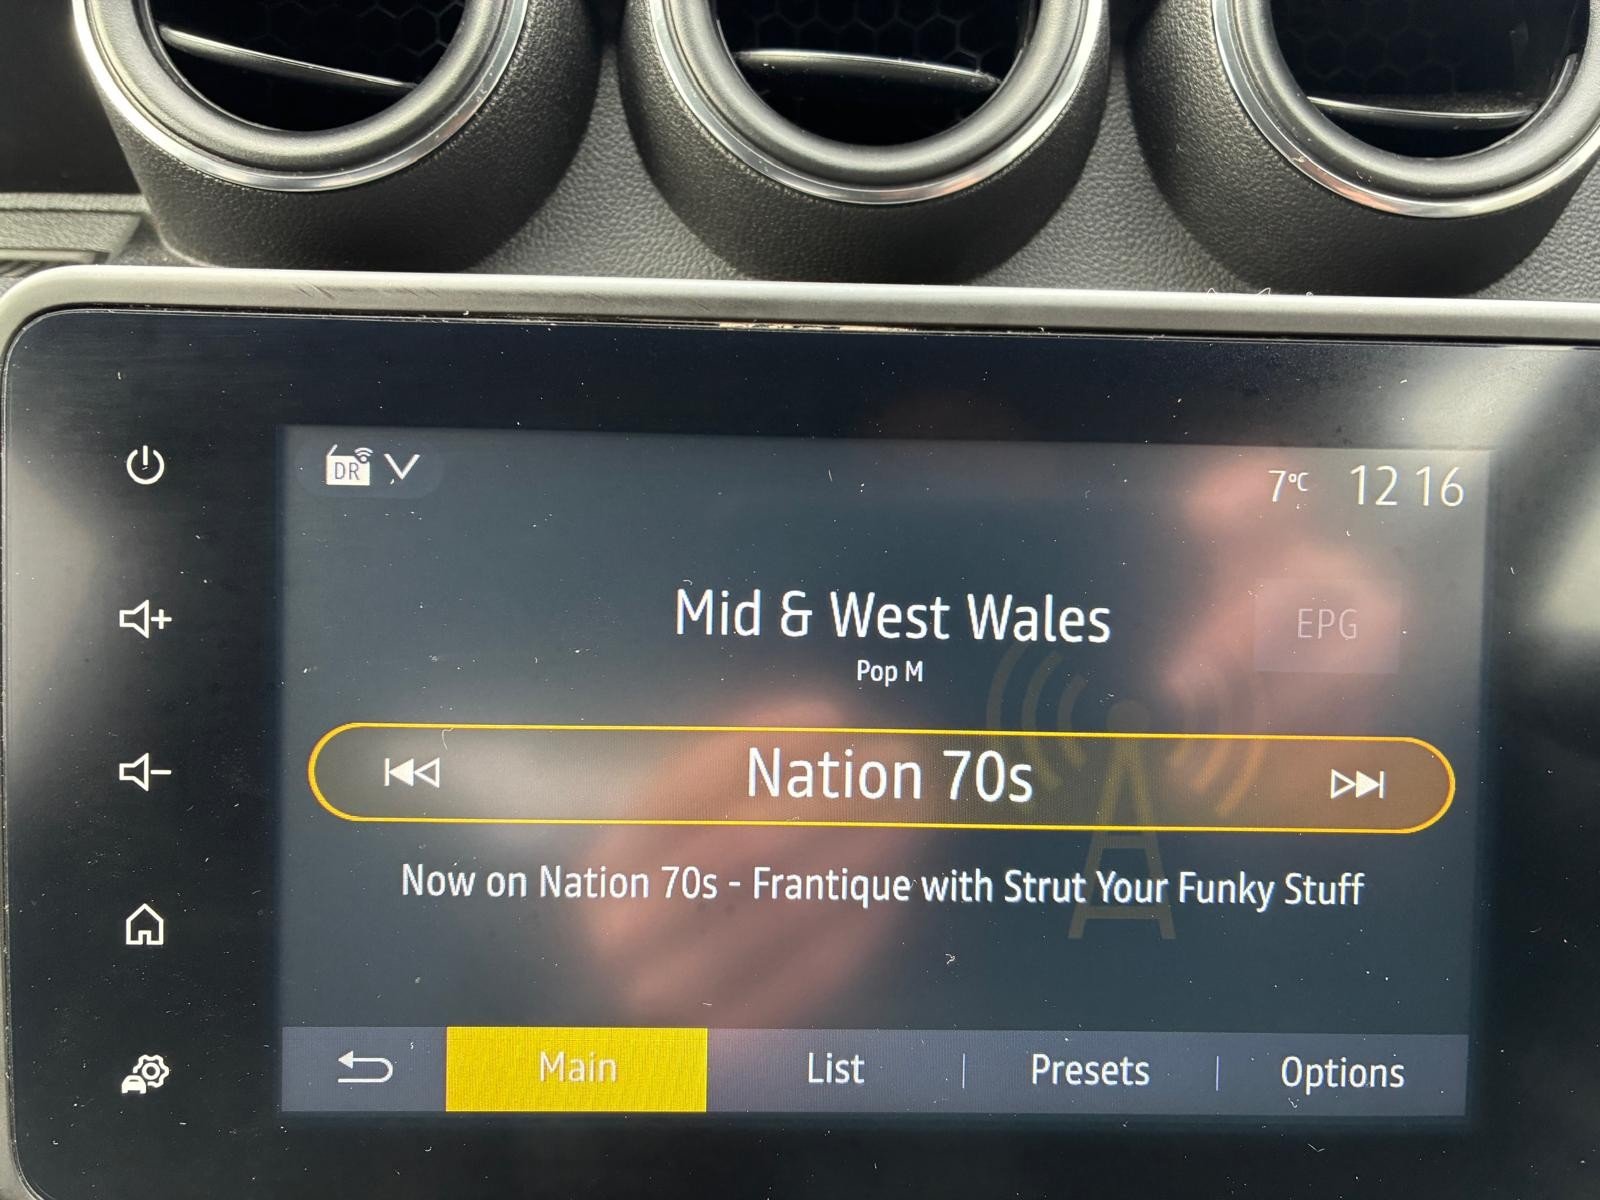 DR
7°C 12 16
Mid & West Wales
EPG
Pop M
Nation 70s
Now on Nation 70s - Frantique with Strut Your Funky Stuff
Main List Presets Options